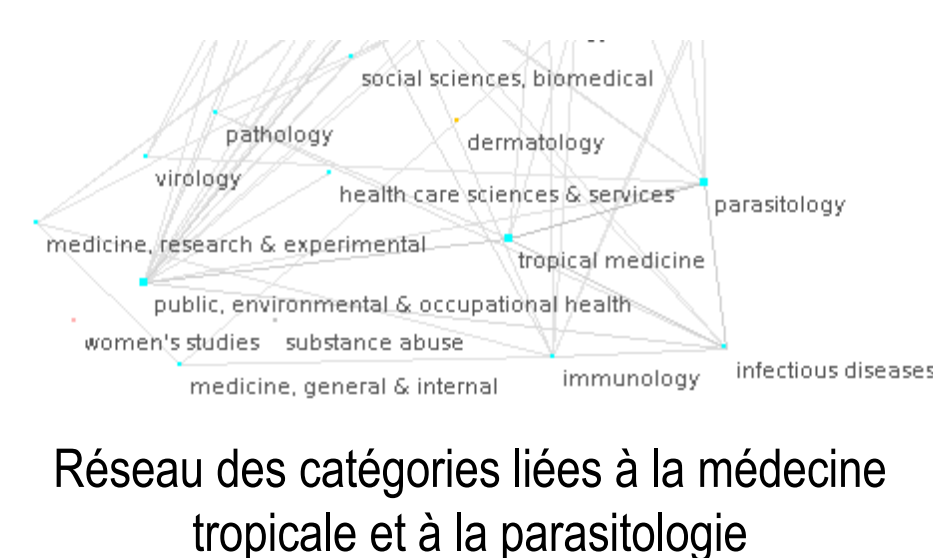 social sciences, biomedical
pathology
dermatology
virology
health care sciences & services
parasitology
medicine, research & experimental
tropical medicine
public, environmental & occupational health
women's studies
substance abuse
medicine, general & internal
immunology
infectious diseases
Réseau des catégories liées à la médecine
tropicale et à la parasitologie